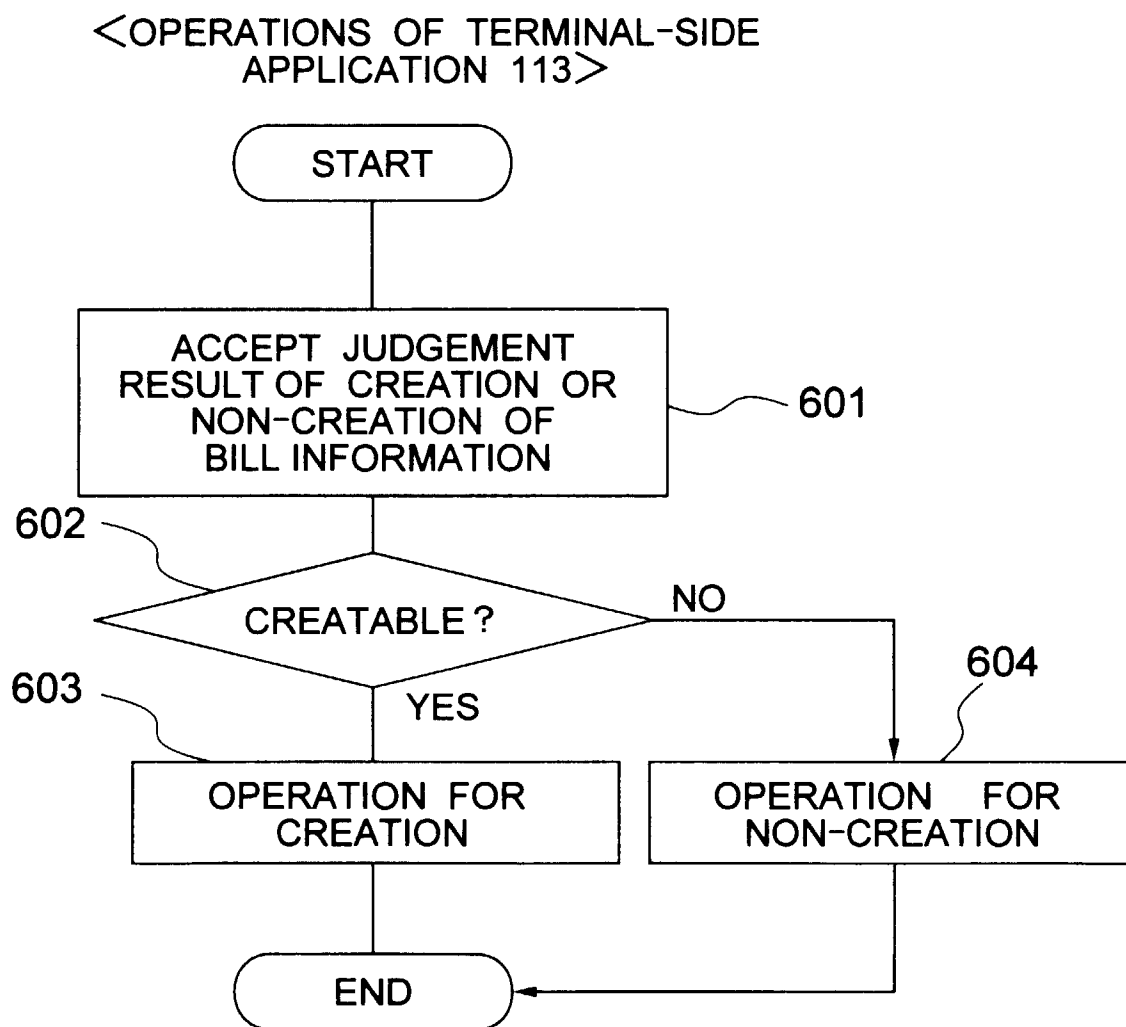 <OPERATIONS OF TERMINAL-SIDE
APPLICATION 113>
START
ACCEPT JUDGEMENT
RESULT OF CREATION OR
NON-CREATION OF
BILL INFORMATION
601
602
CREATABLE ?
NO
603
YES
604
OPERATION FOR
CREATION
OPERATION FOR
NON-CREATION
END